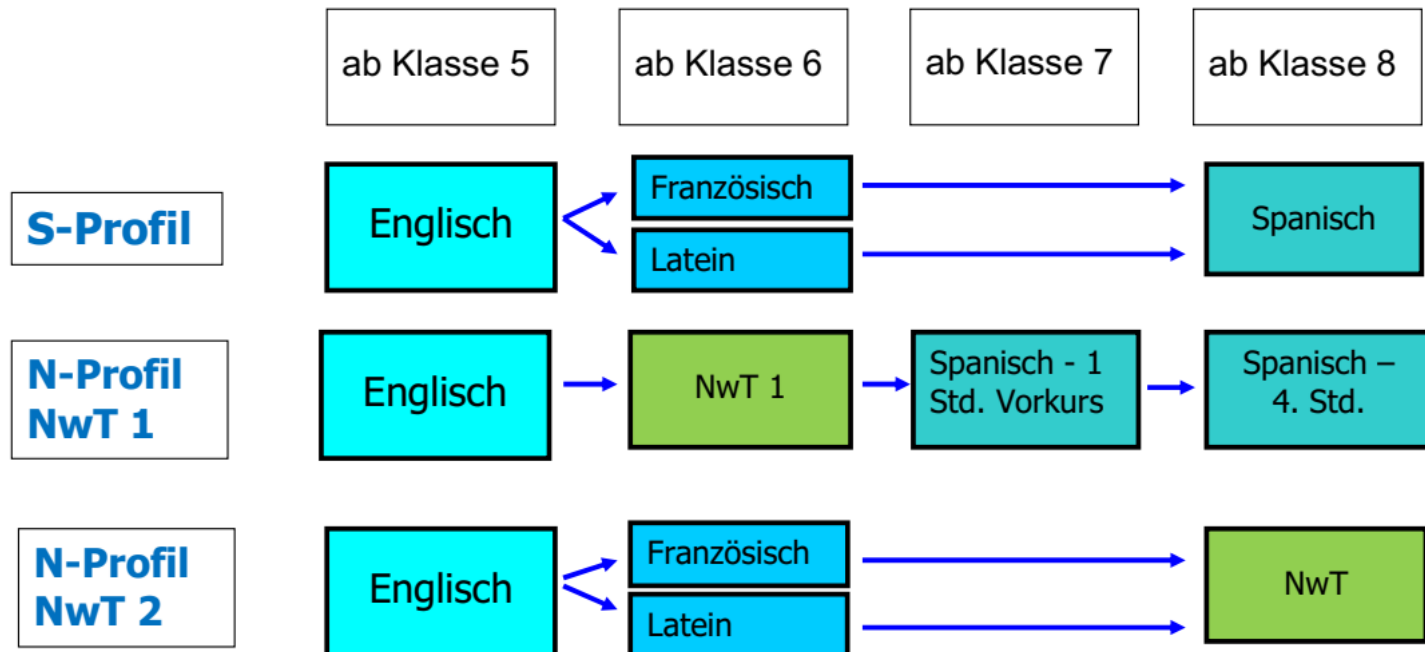 ab Klasse 5
ab Klasse 6
ab Klasse 7
ab Klasse 8
S-Profil
Englisch
Französisch
Latein
Spanisch
N-Profil
NwT 1
Englisch
NwT 1
Spanisch - 1
Std. Vorkurs
Spanisch –
4. Std.
N-Profil
NwT 2
Englisch
Französisch
Latein
NwT